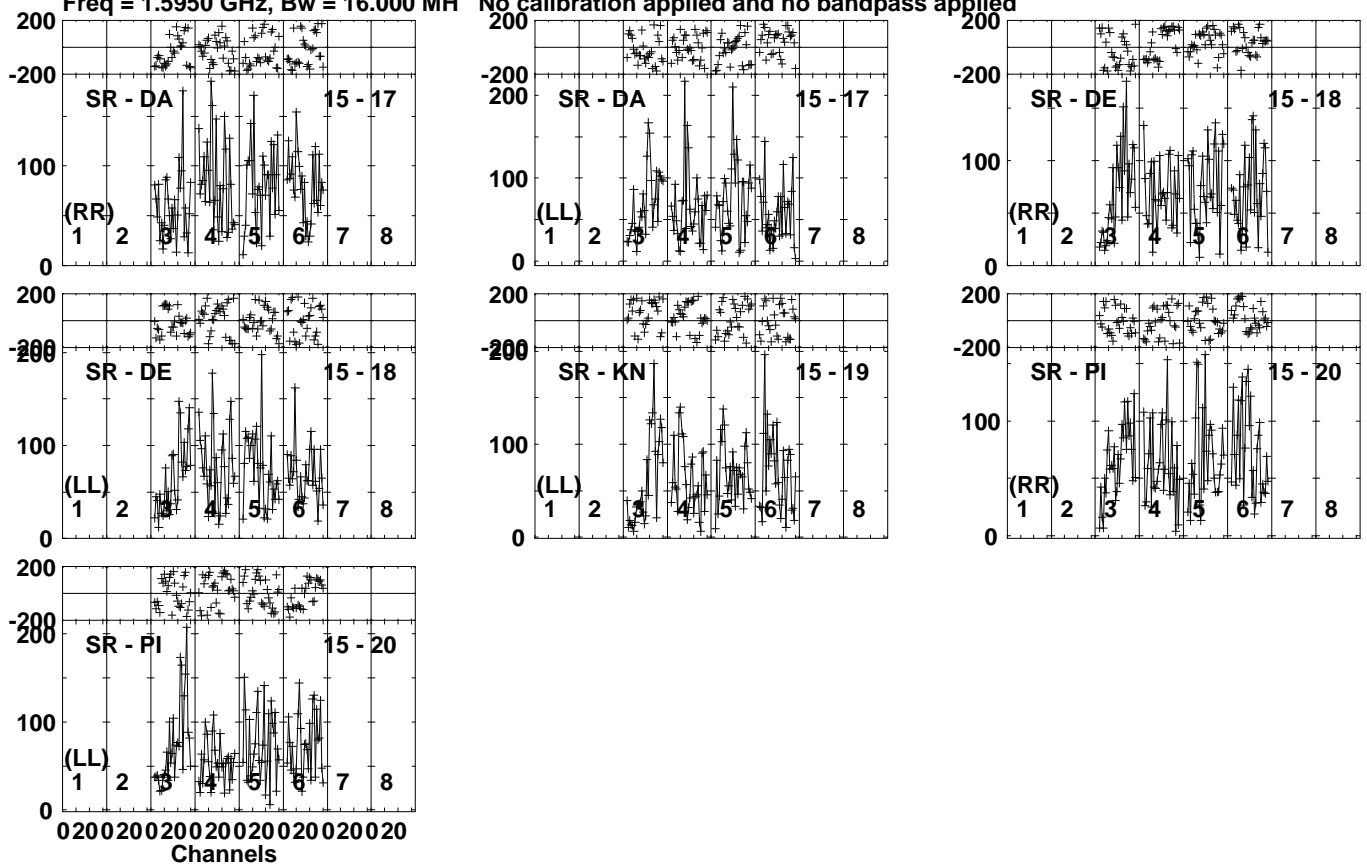 Freq = 1.5950 GHz, Bw = 16.000 MH No calibration applied and no bandpass applied
200
-200
SR - DA 15 - 17
100
(RR)
1 2 3 4 5 6 7 8
0
200
-200
200
SR - DA 15 - 17
100
(LL)
1 2 3 4 5 6 7 8
0
200
-200
SR - DE 15 - 18
100
(RR)
1 2 3 4 5 6 7 8
0
200
-200
200
SR - DE 15 - 18
100
(LL)
1 2 3 4 5 6 7 8
0
200
-200
200
SR - KN 15 - 19
100
(LL)
1 2 3 4 5 6 7 8
0
200
-200
SR - PI 15 - 20
100
(RR)
1 2 3 4 5 6 7 8
0
200
-200
200
SR - PI 15 - 20
100
(LL)
1 2 3 4 5 6 7 8
0
0 20 0 20 0 20 0 20 0 20 0 20 0 20 0 20
Channels